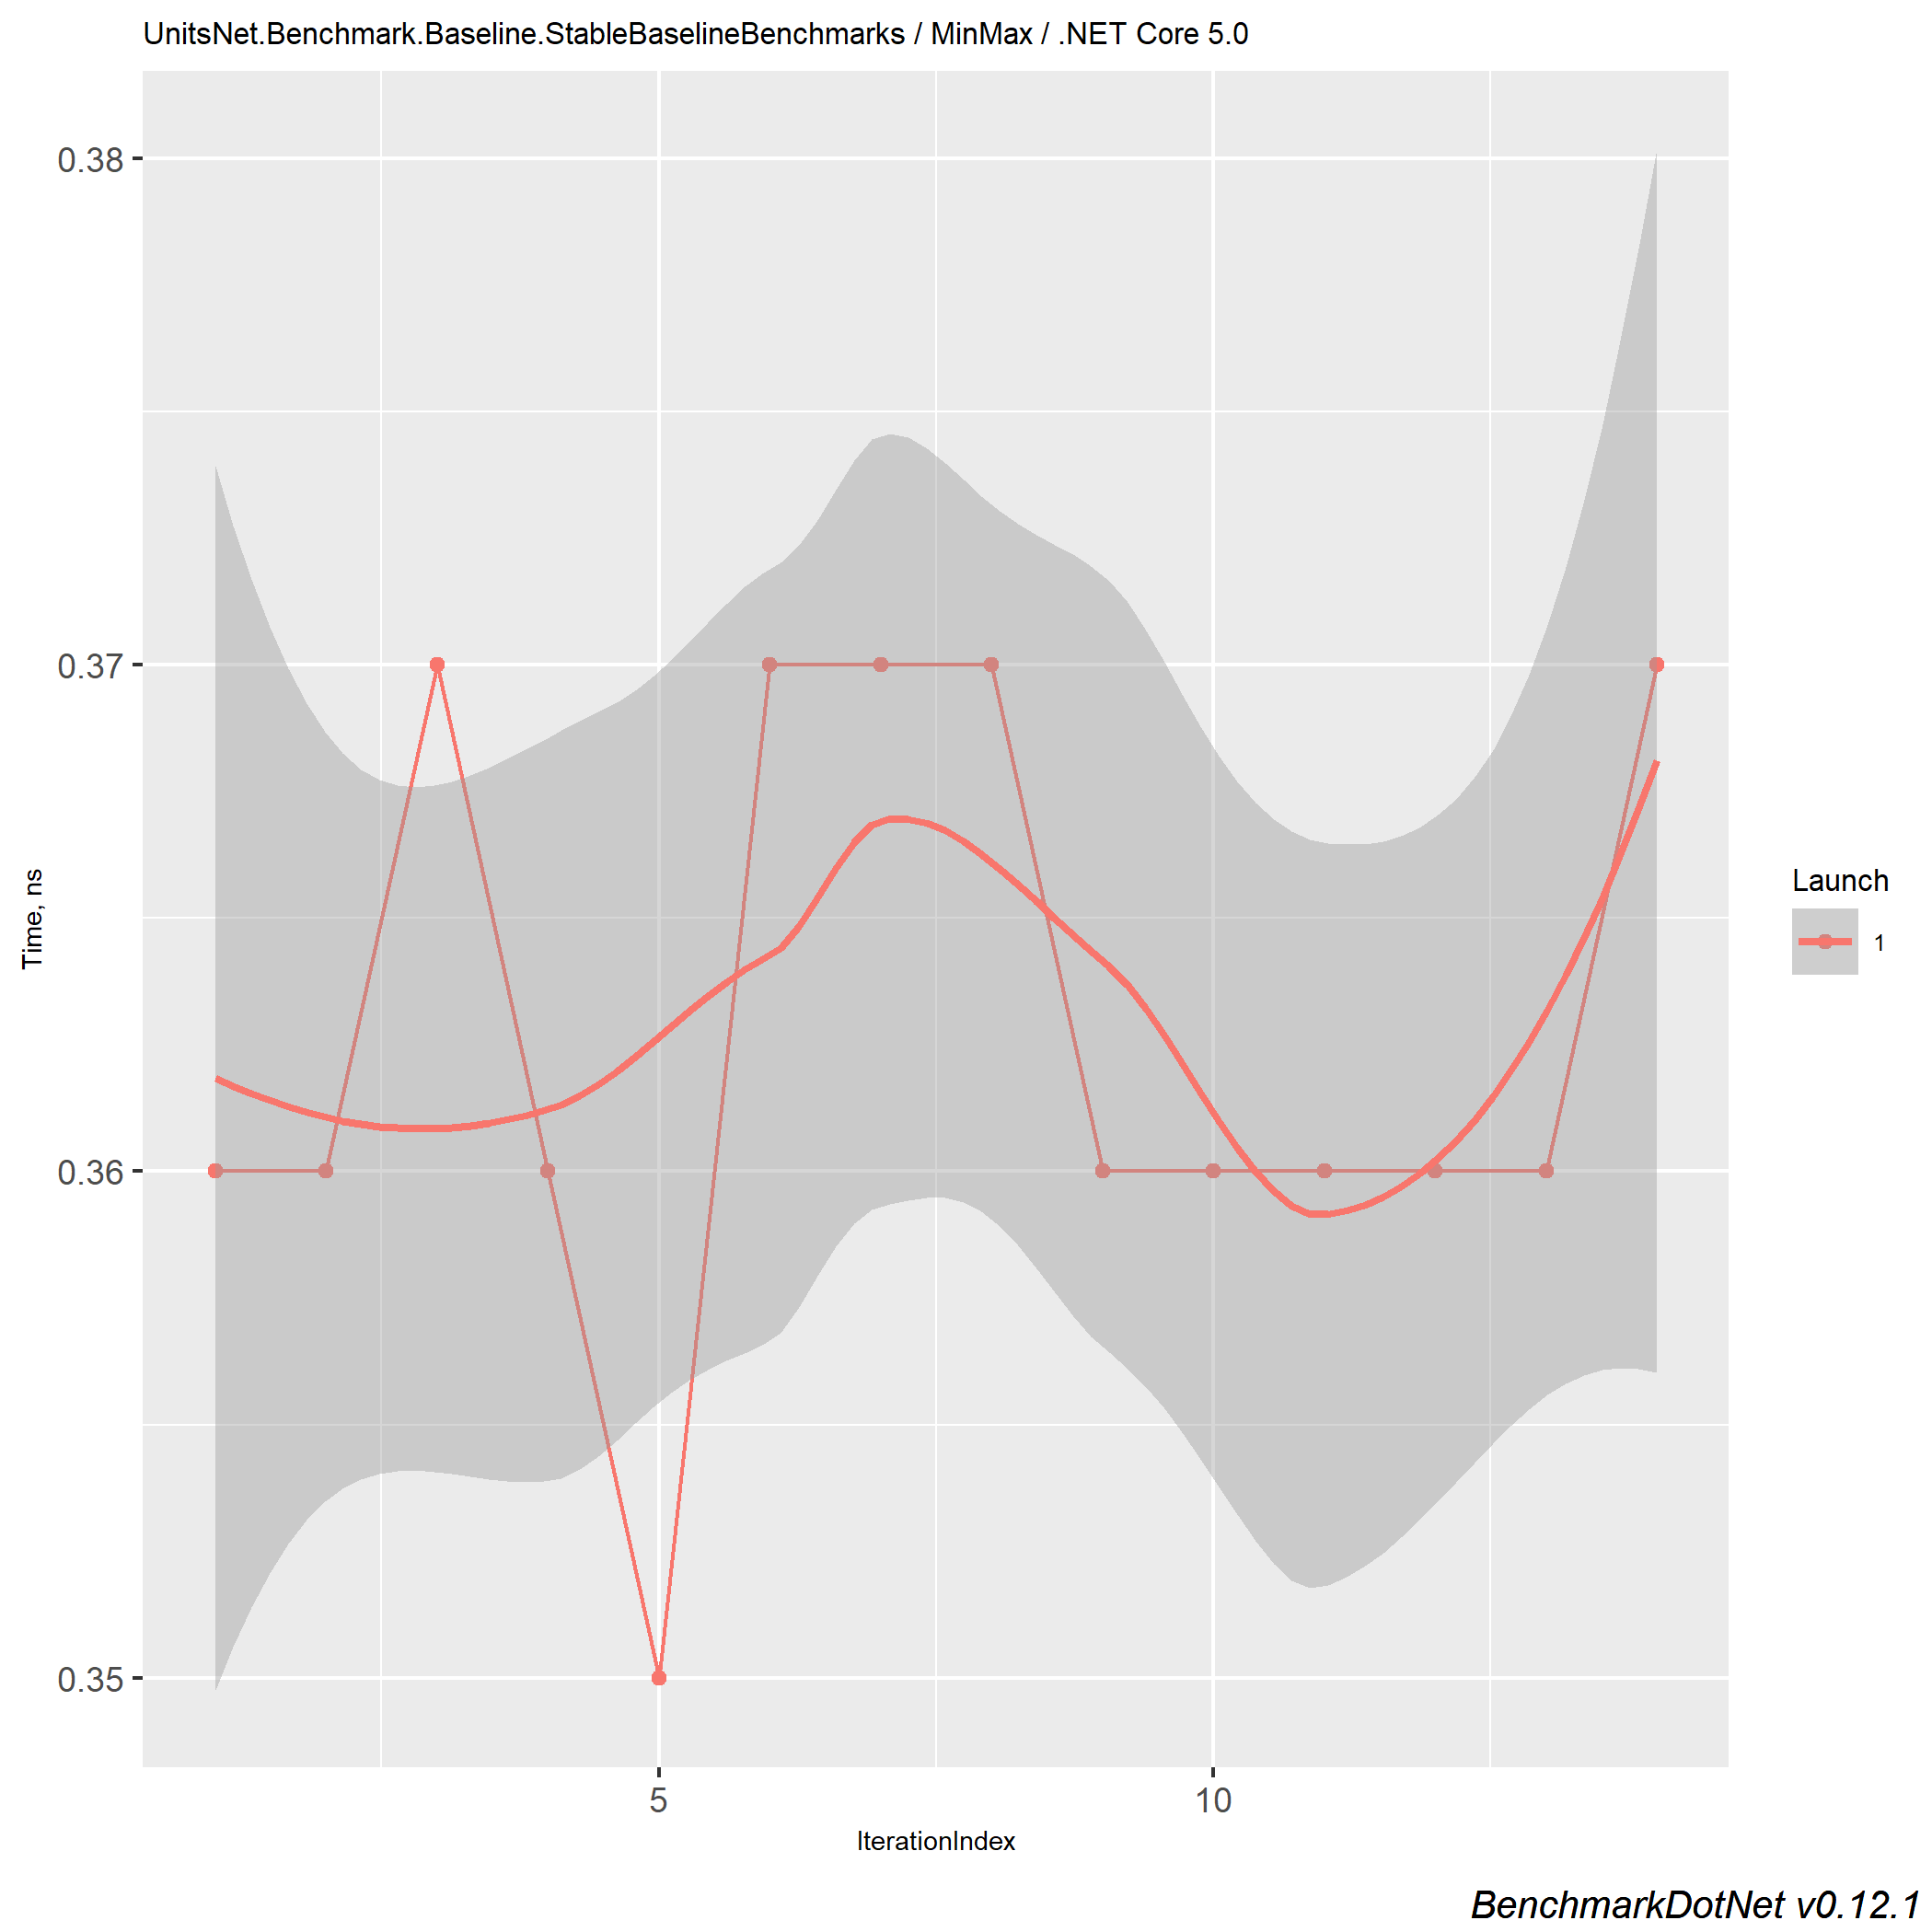 UnitsNet.Benchmark.Baseline.StableBaselineBenchmarks / MinMax / .NET Core 5.0
0.38
0.37
0.36
0.35
Time, ns
5 10
IterationIndex
Launch
1
BenchmarkDotNet v0.12.1